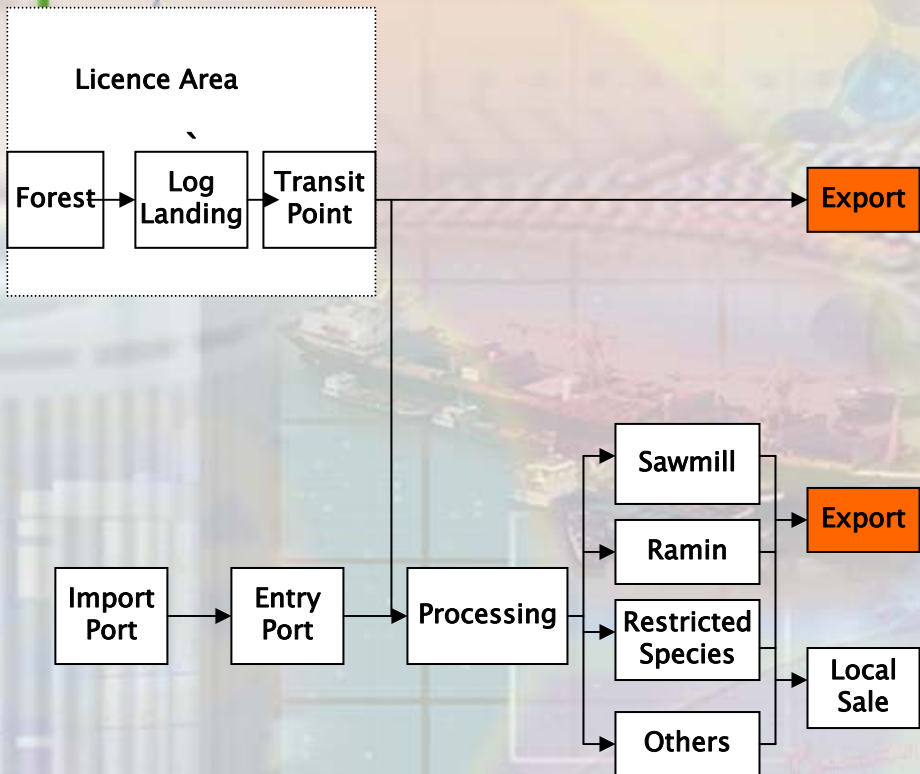 Licence Area
`
Forest
Log
Landing
Transit
Point
Export
Sawmill
Export
Ramin
Import
Port
Entry
Port
Processing
Restricted
Species
Local
Sale
Others